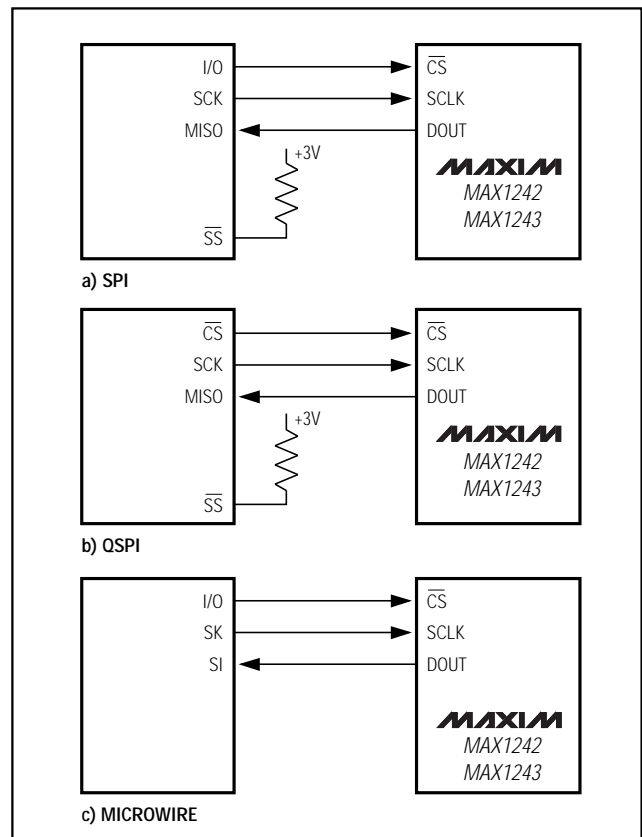 I/O CS
SCK SCLK
MISO DOUT
+3V
MAXIM
MAX1242
MAX1243
SS
a) SPI
CS CS
SCK SCLK
MISO DOUT
+3V
MAXIM
MAX1242
MAX1243
SS
b) QSPI
I/O CS
SK SCLK
SI DOUT
MAXIM
MAX1242
MAX1243
c) MICROWIRE